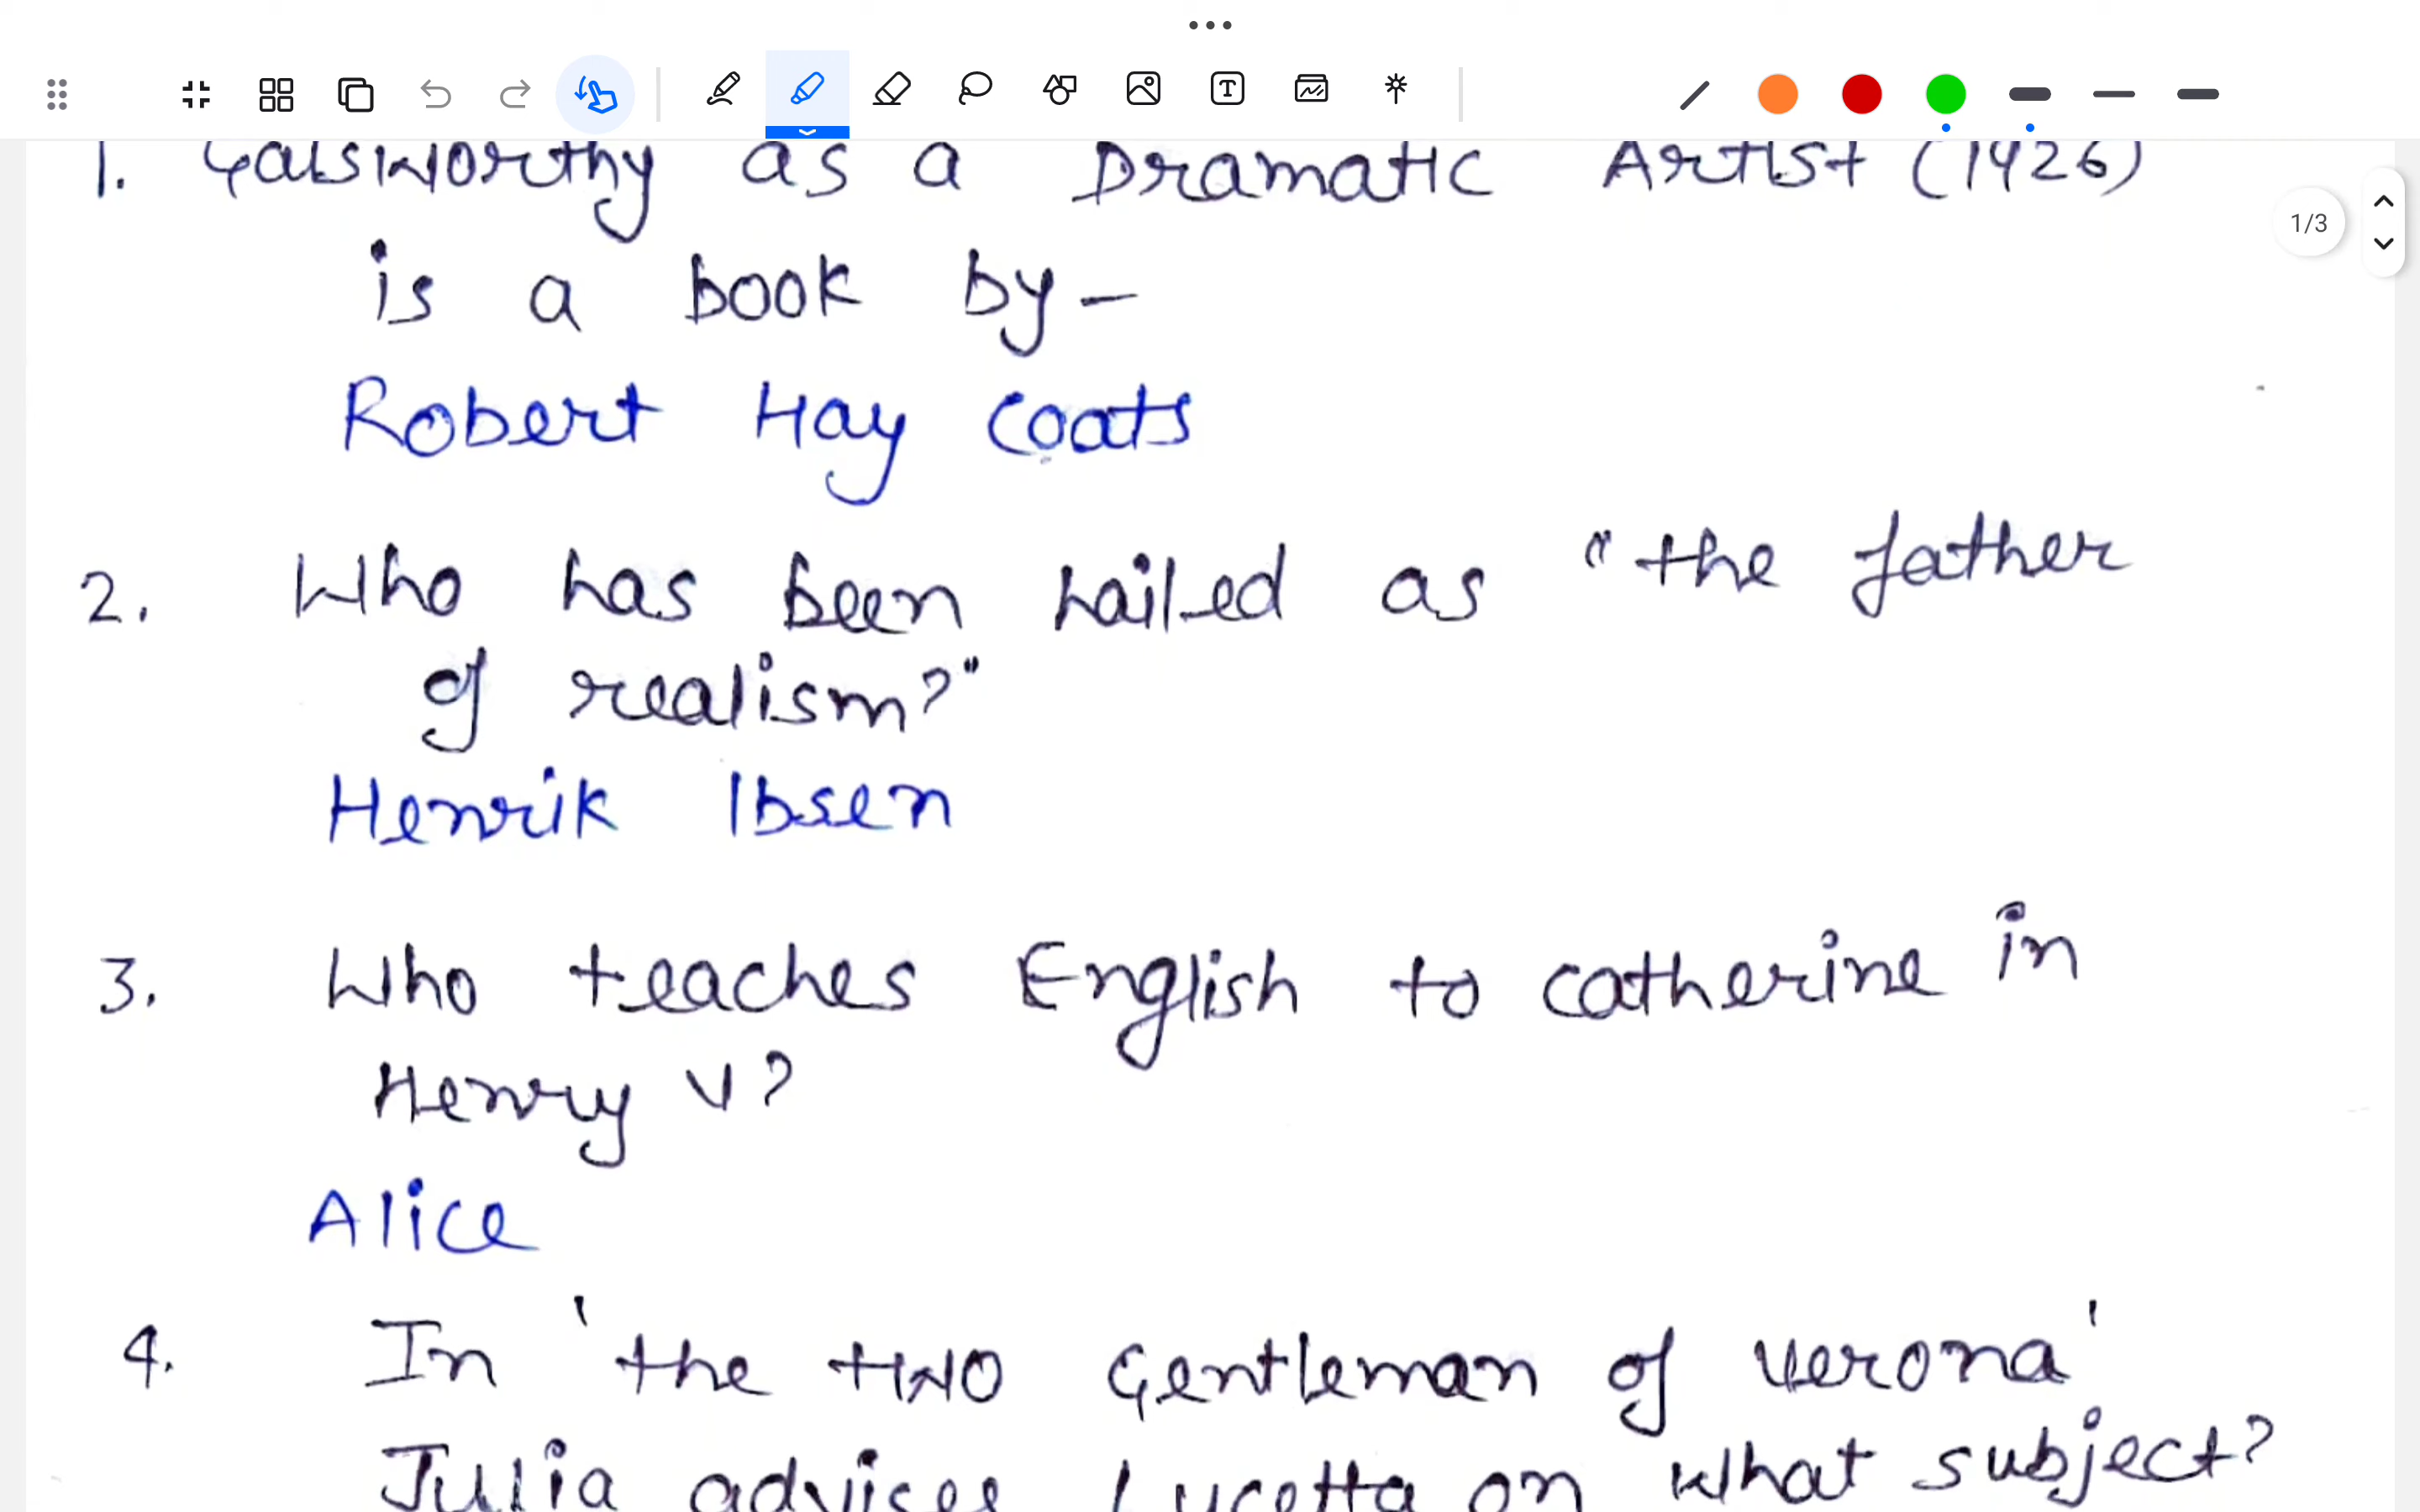 1/3
1. Galsworthy as a Dramatic Artist (1926)
is a book by-
Robert Hay Coats
2. Who has been hailed as "the father
of realism?"
Henrik Ibsen
3. Who teaches English to catherine in
Henry V?
Alice
4. In 'the two Gentleman of verona'
Julia advises Lucetta on what subject?